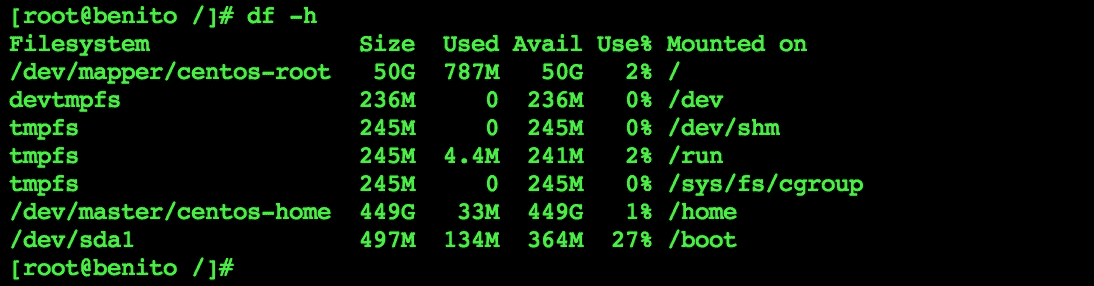 [root@benito /]# df -h
Filesystem               Size  Used Avail Use% Mounted on
/dev/mapper/centos-root   50G  787M   50G   2% /
devtmpfs                 236M     0  236M   0% /dev
tmpfs                    245M     0  245M   0% /dev/shm
tmpfs                    245M  4.4M  241M   2% /run
tmpfs                    245M     0  245M   0% /sys/fs/cgroup
/dev/master/centos-home  449G   33M  449G   1% /home
/dev/sda1                497M  134M  364M  27% /boot
[root@benito /]#